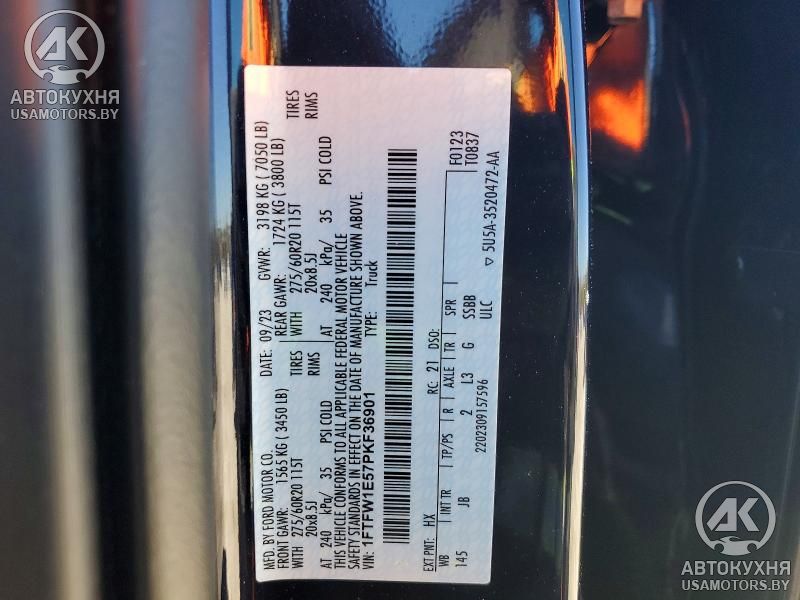 AK
АВТОКУХНЯ
USAMOTORS.BY
MFD. BY FORD MOTOR CO.
DATE: 09/23 GVWR: 3198 KG ( 7050 LB)
FRONT GAWR: 1565 KG ( 3450 LB) REAR GAWR: 1724 KG ( 3800 LB)
WITH 275/60R20 115T TIRES WITH 275/60R20 115T TIRES
20x8.5J RIMS 20x8.5J RIMS
AT 240 kPa/ 35 PSI COLD AT 240 kPa/ 35 PSI COLD
THIS VEHICLE CONFORMS TO ALL APPLICABLE FEDERAL MOTOR VEHICLE
SAFETY STANDARDS IN EFFECT ON THE DATE OF MANUFACTURE SHOWN ABOVE.
VIN: 1FTFW1E57PKF36901 TYPE: Truck
F0123
T0837
EXT PNT: HX RC: 21 DSO:
WB INT TR TP/PS R AXLE TR SPR
145 JB 2 L3 G SSBB
ULC
2202309157596
▽ 5U5A-3520472-AA
AK
АВТОКУХНЯ
USAMOTORS.BY